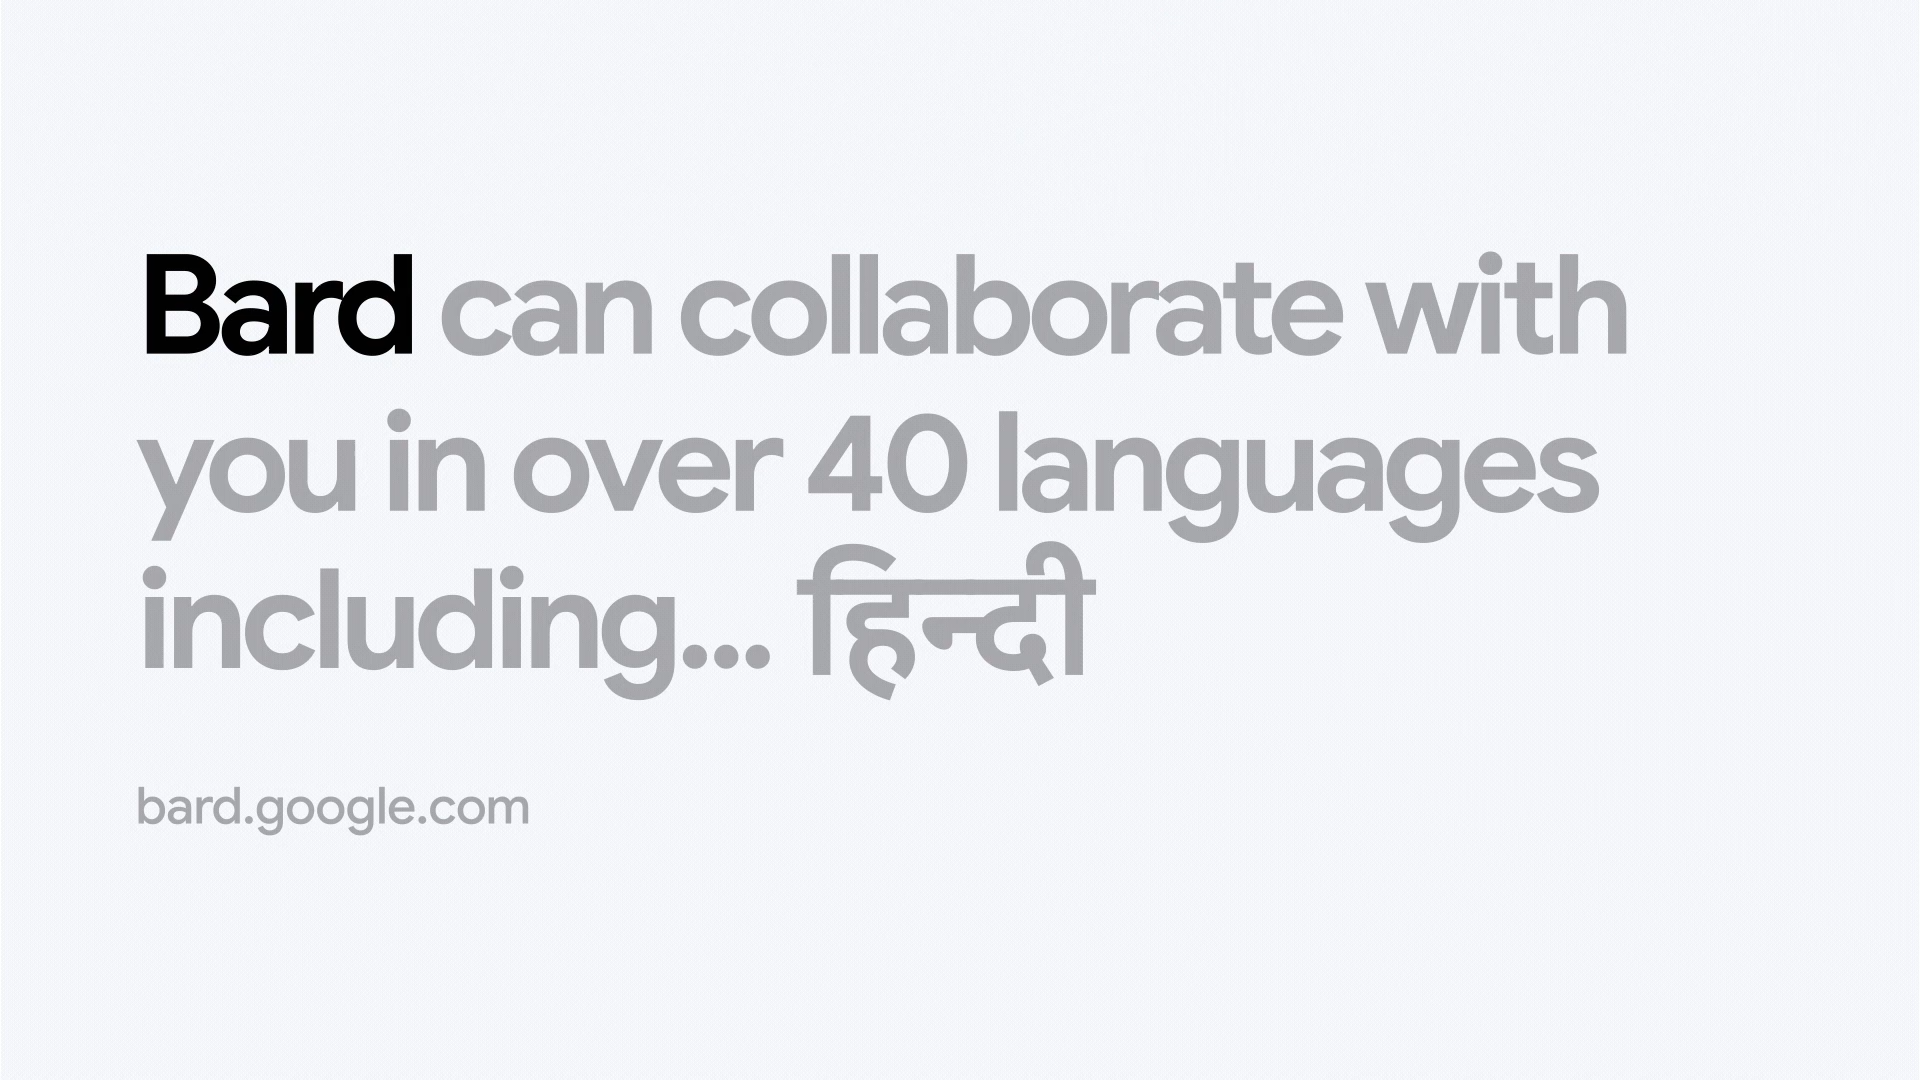 Bard can collaborate with
you in over 40 languages
including... हिन्दी
bard.google.com